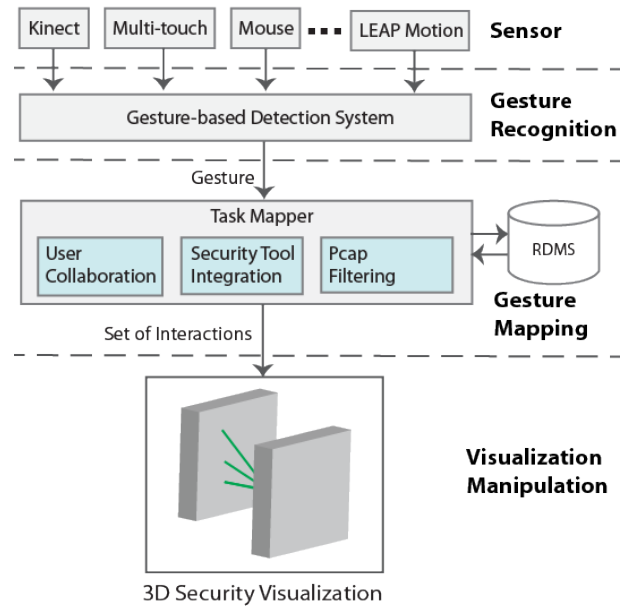 Kinect Multi-touch Mouse LEAP Motion Sensor
Gesture-based Detection System
Gesture
Recognition
Gesture
Task Mapper
User
Collaboration
Security Tool
Integration
Pcap
Filtering
RDMS
Gesture
Mapping
Set of Interactions
Visualization
Manipulation
3D Security Visualization